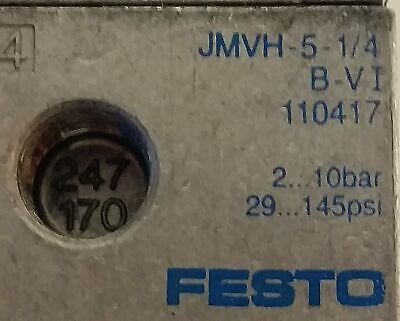 4
JMVH-5-1/4
B-VI
110417
247
170
2...10bar
29...145psi
FESTO